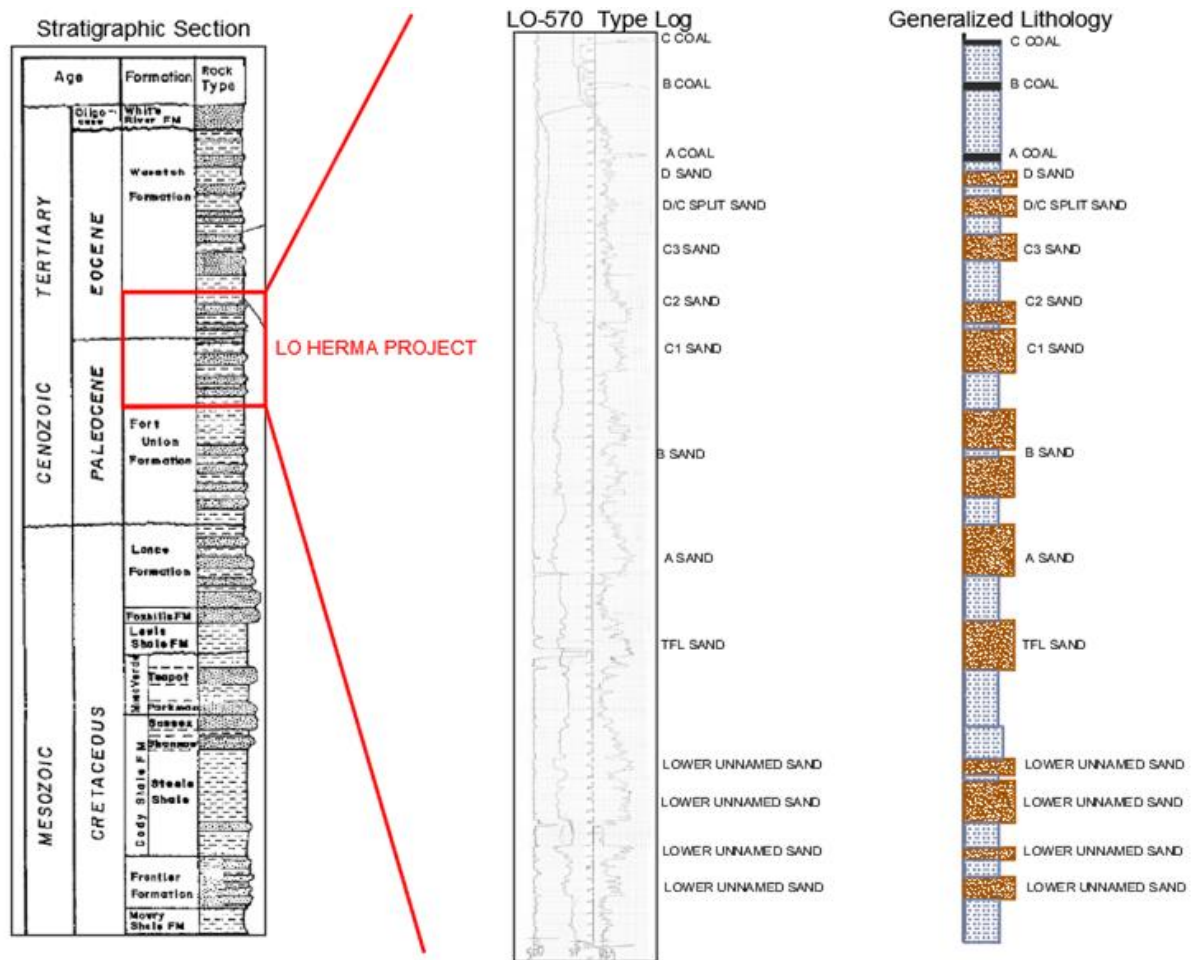 Stratigraphic Section
Age
Formation
Rock
Type
TERTIARY
CENOZOIC
EOCENE
PALEOCENE
White
River FM
Wasatch
Formation
Fort
Union
Formation
MESOZOIC
CRETACEOUS
Lance
Formation
Foxhills FM
Lewis
Shale FM
Teapot
Parkman
Cody Shale FM
Sussex
Shannon
Steele
Shale
Frontier
Formation
Mowry
Shale FM
LO HERMA PROJECT
LO-570 Type Log
C COAL
B COAL
A COAL
D SAND
D/C SPLIT SAND
C3 SAND
C2 SAND
C1 SAND
B SAND
A SAND
TFL SAND
LOWER UNNAMED SAND
LOWER UNNAMED SAND
LOWER UNNAMED SAND
LOWER UNNAMED SAND
Generalized Lithology
C COAL
B COAL
A COAL
D SAND
D/C SPLIT SAND
C3 SAND
C2 SAND
C1 SAND
B SAND
A SAND
TFL SAND
LOWER UNNAMED SAND
LOWER UNNAMED SAND
LOWER UNNAMED SAND
LOWER UNNAMED SAND